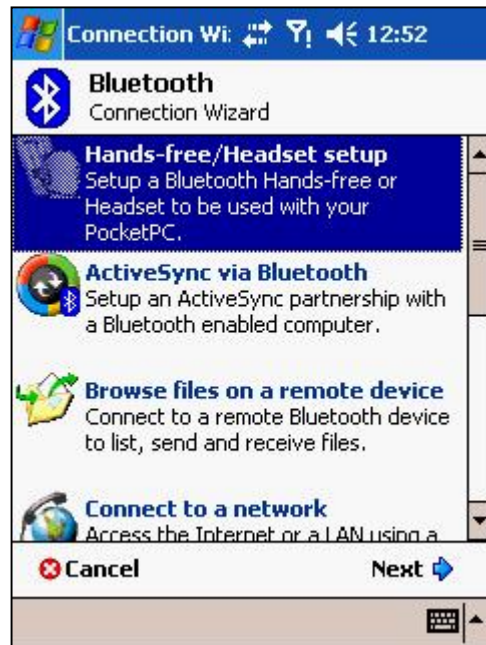 Connection Wi: 12:52
Bluetooth
Connection Wizard
Hands-free/Headset setup
Setup a Bluetooth Hands-free or
Headset to be used with your
PocketPC.
ActiveSync via Bluetooth
Setup an ActiveSync partnership with
a Bluetooth enabled computer.
Browse files on a remote device
Connect to a remote Bluetooth device
to list, send and receive files.
Connect to a network
Access the Internet or a LAN using a
Cancel Next